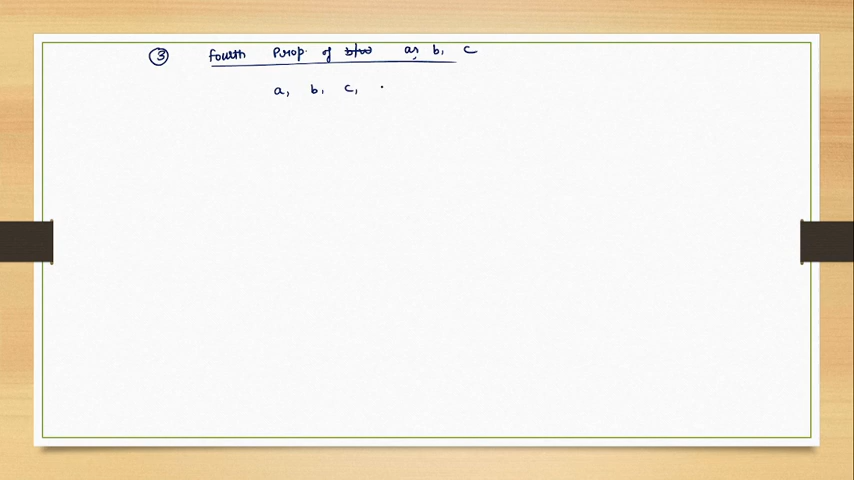 ③ Fourth Prop. of b/w a, b, c
a, b, c,